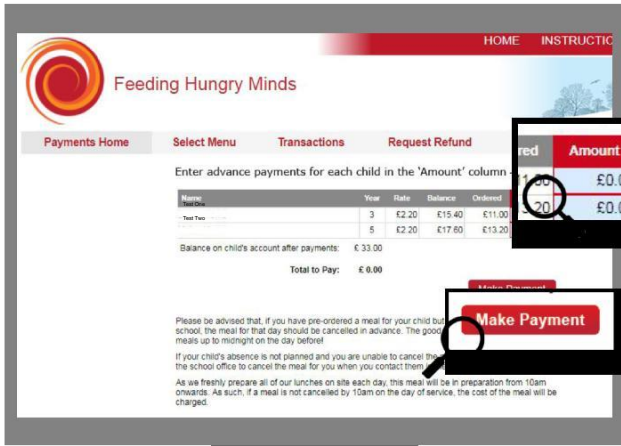 HOME INSTRUCTIO
Feeding Hungry Minds
Payments Home Select Menu Transactions Request Refund
Enter advance payments for each child in the 'Amount' column
red Amount
11.00 £0.0
13.20 £0.0
Name Year Rate Balance Ordered
Test One
Test Two 3 £2.20 £15.40 £11.00
5 £2.20 £17.60 £13.20
Balance on child's account after payments: £ 33.00
Total to Pay: £ 0.00
Make Payment
Make Payment
Please be advised that, if you have pre-ordered a meal for your child but
school, the meal for that day should be cancelled in advance. The good
meals up to midnight on the day before!
If your child's absence is not planned and you are unable to cancel the
the school office to cancel the meal for you when you contact them
As we freshly prepare all of our lunches on site each day, this meal will be in preparation from 10am
onwards. As such, if a meal is not cancelled by 10am on the day of service, the cost of the meal will be
charged.